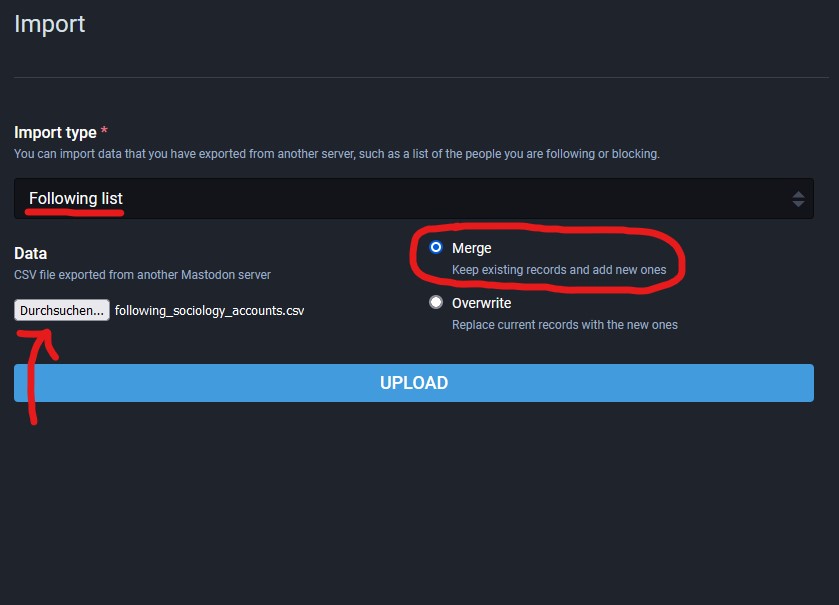 Import
Import type *
You can import data that you have exported from another server, such as a list of the people you are following or blocking.
Following list
Data
CSV file exported from another Mastodon server
Durchsuchen... following_sociology_accounts.csv
Merge
Keep existing records and add new ones
Overwrite
Replace current records with the new ones
UPLOAD